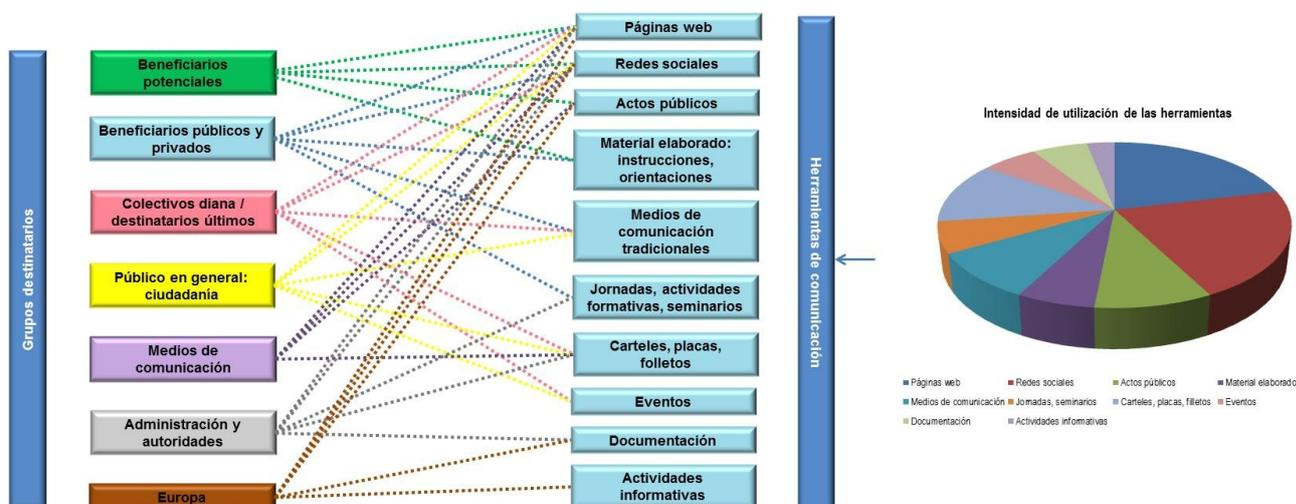 Grupos destinatarios
Beneficiarios
potenciales
Beneficiarios públicos y
privados
Colectivos diana /
destinatarios últimos
Público en general:
ciudadanía
Medios de
comunicación
Administración y
autoridades
Europa
Páginas web
Redes sociales
Actos públicos
Material elaborado:
instrucciones,
orientaciones
Medios de
comunicación
tradicionales
Jornadas, actividades
formativas, seminarios
Carteles, placas,
folletos
Eventos
Documentación
Actividades
informativas
Herramientas de comunicación
Intensidad de utilización de las herramientas
Páginas web
Redes sociales
Actos públicos
Material elaborado
Medios de comunicación
Jornadas, seminarios
Carteles, placas, filletos
Eventos
Documentación
Actividades informativas